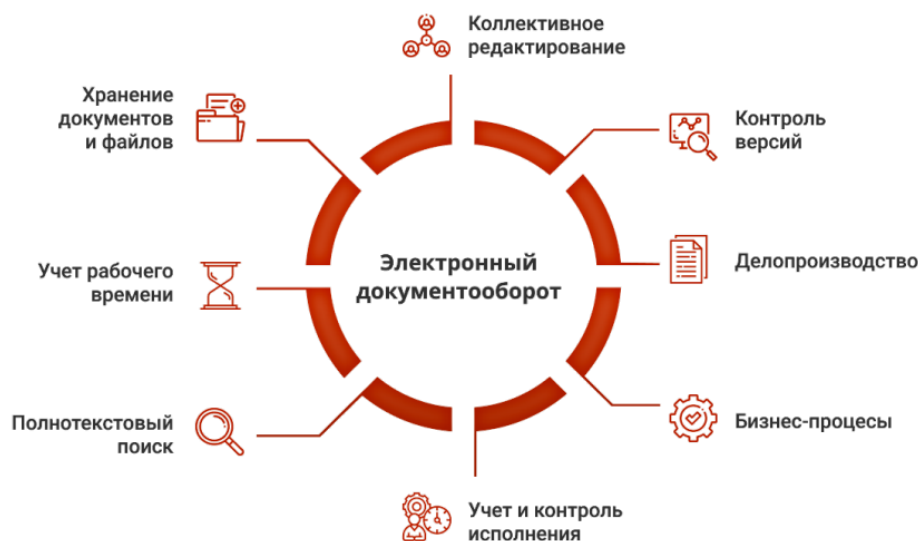 Коллективное
редактирование
Хранение
документов
и файлов
Контроль
версий
Учет рабочего
времени
Электронный
документооборот
Делопроизводство
Полнотекстовый
поиск
Бизнес-процесы
Учет и контроль
исполнения